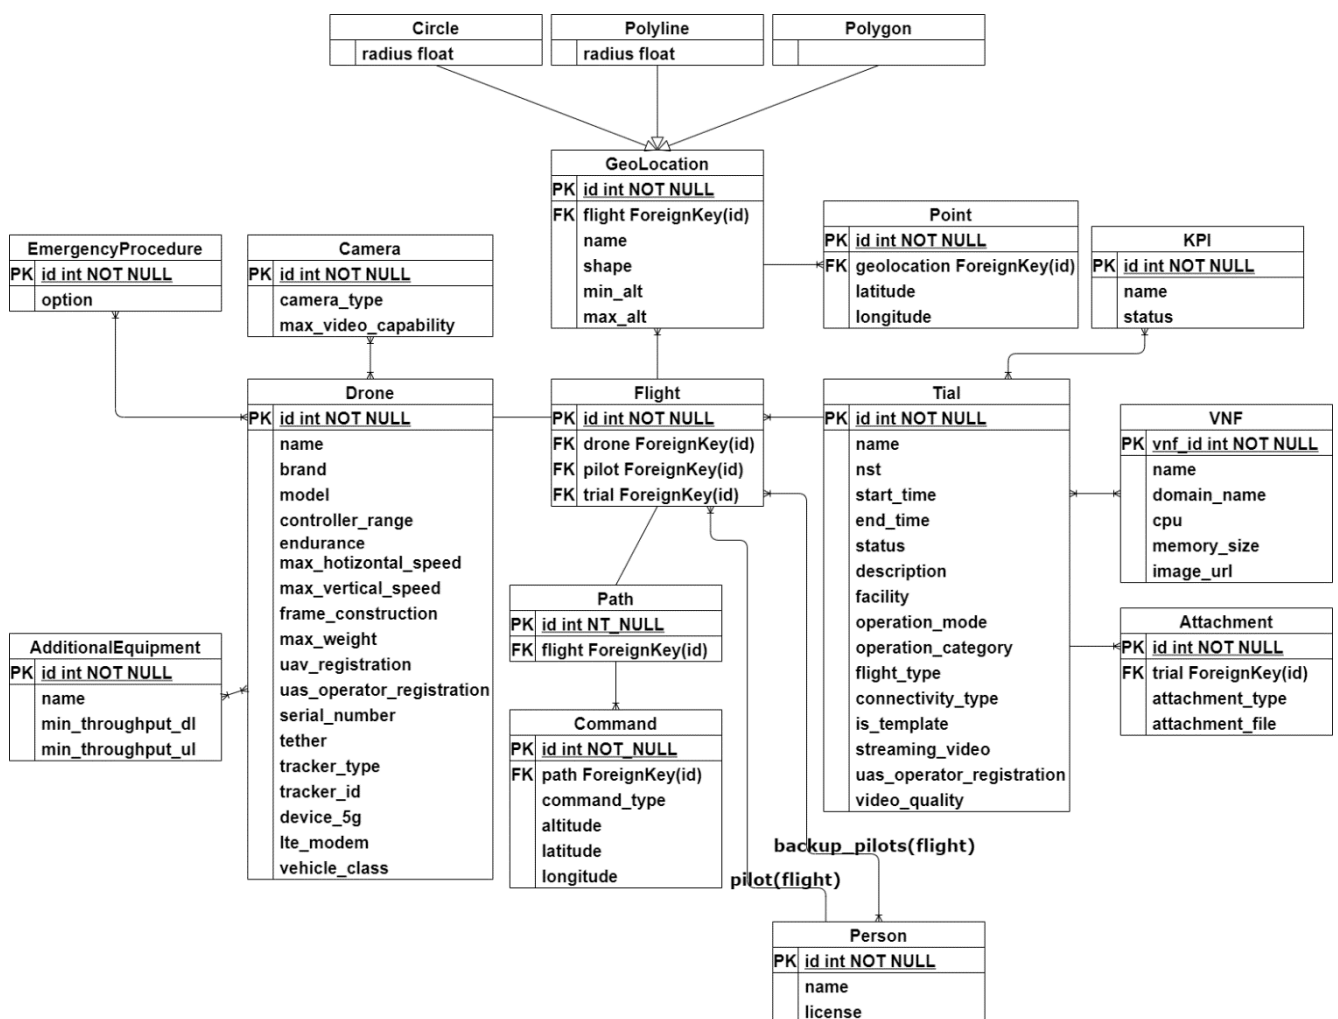 Circle
radius float
Polyline
radius float
Polygon
GeoLocation
PK id int NOT NULL
FK flight ForeignKey(id)
name
shape
min_alt
max_alt
Point
PK id int NOT NULL
FK geolocation ForeignKey(id)
latitude
longitude
KPI
PK id int NOT NULL
name
status
EmergencyProcedure
PK id int NOT NULL
option
Camera
PK id int NOT NULL
camera_type
max_video_capability
Drone
PK id int NOT NULL
name
brand
model
controller_range
endurance
max_hotizontal_speed
max_vertical_speed
frame_construction
max_weight
uav_registration
uas_operator_registration
serial_number
tether
tracker_type
tracker_id
device_5g
lte_modem
vehicle_class
Flight
PK id int NOT NULL
FK drone ForeignKey(id)
FK pilot ForeignKey(id)
FK trial ForeignKey(id)
Tial
PK id int NOT NULL
name
nst
start_time
end_time
status
description
facility
operation_mode
operation_category
flight_type
connectivity_type
is_template
streaming_video
uas_operator_registration
video_quality
VNF
PK vnf_id int NOT NULL
name
domain_name
cpu
memory_size
image_url
Path
PK id int NT_NULL
FK flight ForeignKey(id)
Attachment
PK id int NOT NULL
FK trial ForeignKey(id)
attachment_type
attachment_file
AdditionalEquipment
PK id int NOT NULL
name
min_throughput_dl
min_throughput_ul
Command
PK id int NOT_NULL
FK path ForeignKey(id)
command_type
altitude
latitude
longitude
backup_pilots(flight)
pilot(flight)
Person
PK id int NOT NULL
name
license